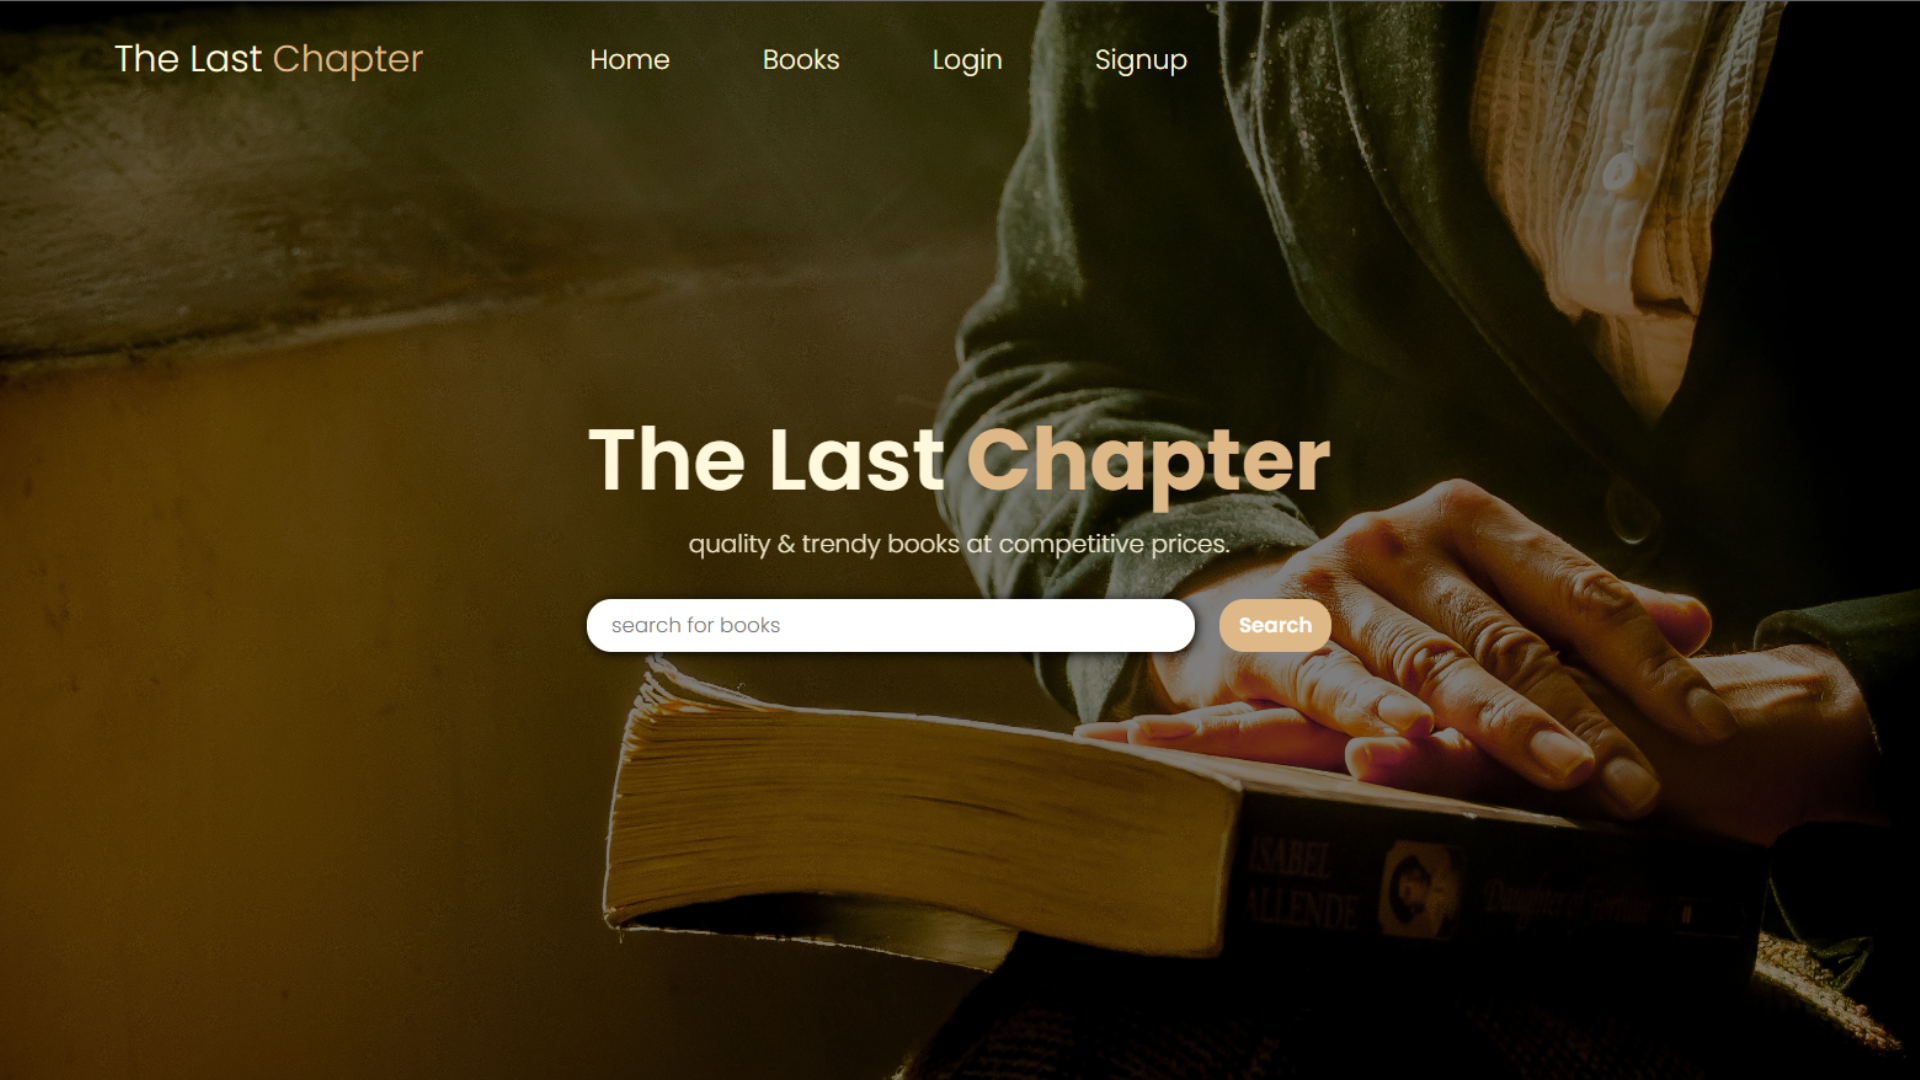 The Last Chapter
Home
Books
Login
Signup
The Last Chapter
quality & trendy books at competitive prices.
search for books
Search
ISABEL
ALLENDE
Daughter of Fortune